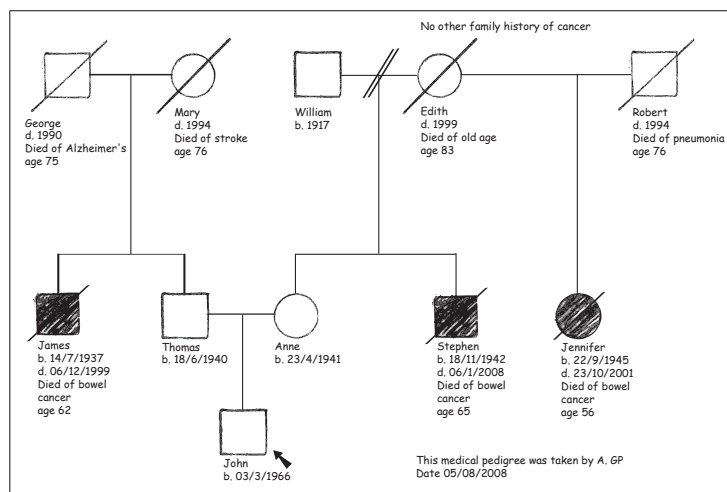 No other family history of cancer
George
d. 1990
Died of Alzheimer's
age 75
Mary
d. 1994
Died of stroke
age 76
William
b. 1917
Edith
d. 1999
Died of old age
age 83
Robert
d. 1994
Died of pneumonia
age 76
James
b. 14/7/1937
d. 06/12/1999
Died of bowel
cancer
age 62
Thomas
b. 18/6/1940
Anne
b. 23/4/1941
Stephen
b. 18/11/1942
d. 06/1/2008
Died of bowel
cancer
age 65
Jennifer
b. 22/9/1945
d. 23/10/2001
Died of bowel
cancer
age 56
John
b. 03/3/1966
This medical pedigree was taken by A. GP
Date 05/08/2008